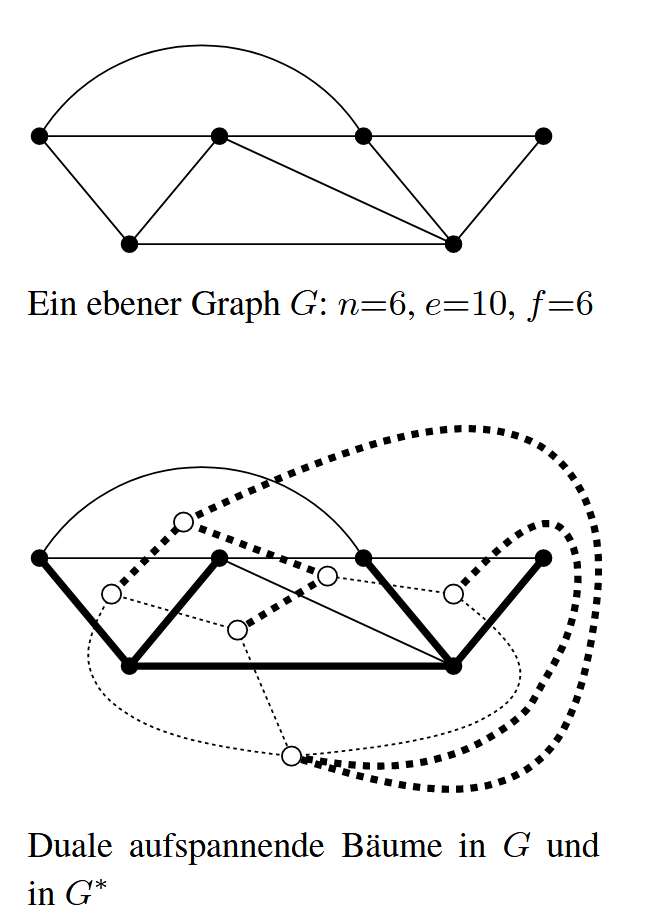 Ein ebener Graph G: n=6, e=10, f=6
Duale aufspannende Bäume in G und
in G*